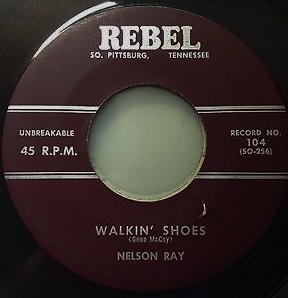 REBEL
SO. PITTSBURG, TENNESSEE
UNBREAKABLE
45 R.P.M.
RECORD NO.
104
(SO-256)
WALKIN' SHOES
(Gene McCoy)
NELSON RAY